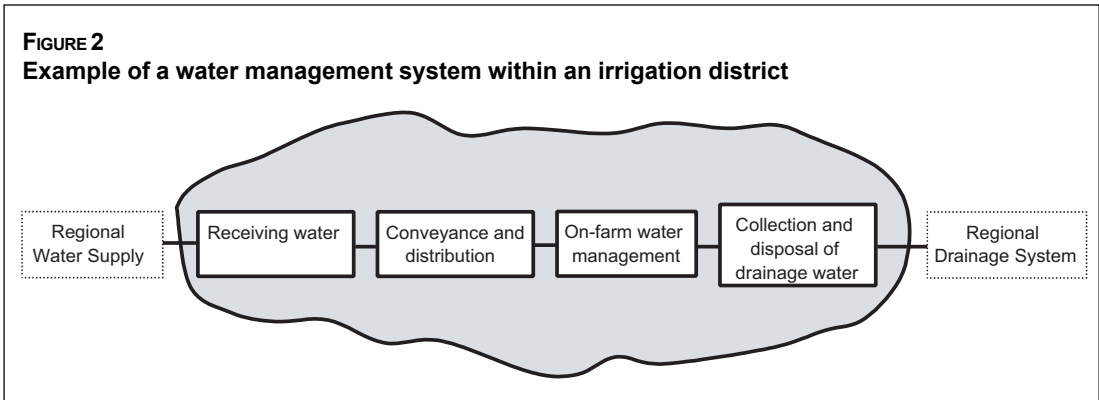 FIGURE 2
Example of a water management system within an irrigation district
Regional
Water Supply
Receiving water
Conveyance and
distribution
On-farm water
management
Collection and
disposal of
drainage water
Regional
Drainage System